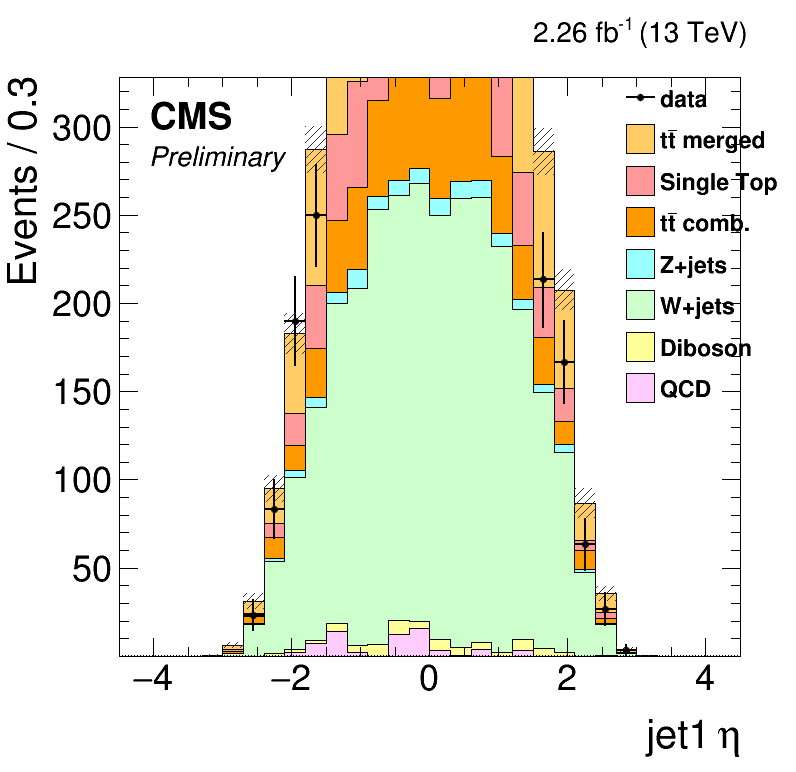 2.26 fb⁻¹ (13 TeV)
CMS
Preliminary
Events / 0.3
300
250
200
150
100
50
data
tt̄ merged
Single Top
tt̄ comb.
Z+jets
W+jets
Diboson
QCD
−4 −2 0 2 4
jet1 η